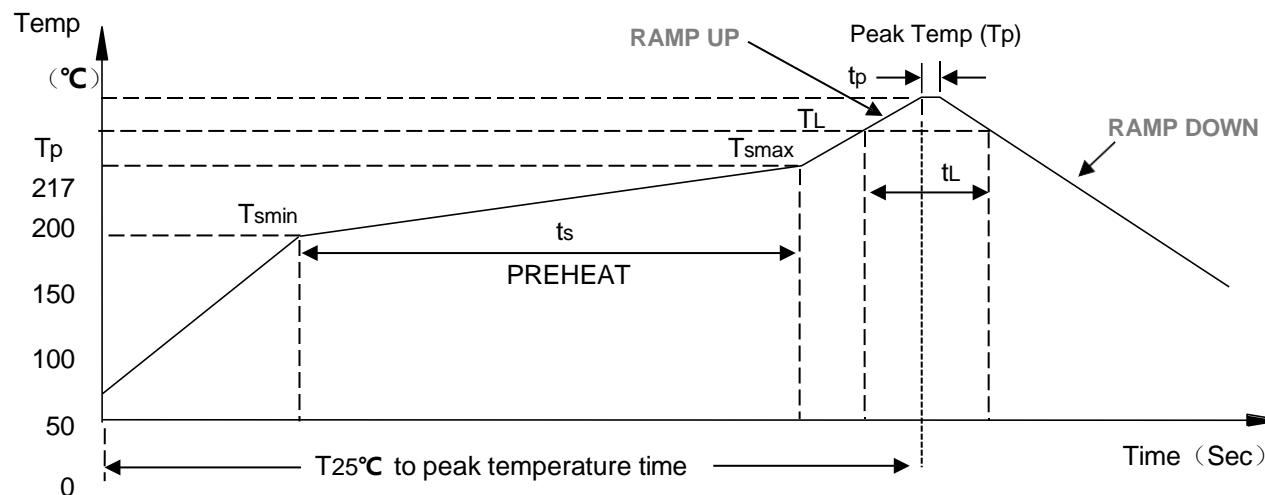 Temp
（℃）
RAMP UP
Peak Temp (Tp)
tp
TL
RAMP DOWN
Tp
Tsmax
217
tL
Tsmin
200
ts
PREHEAT
150
100
50
T25℃ to peak temperature time
Time（Sec）
0